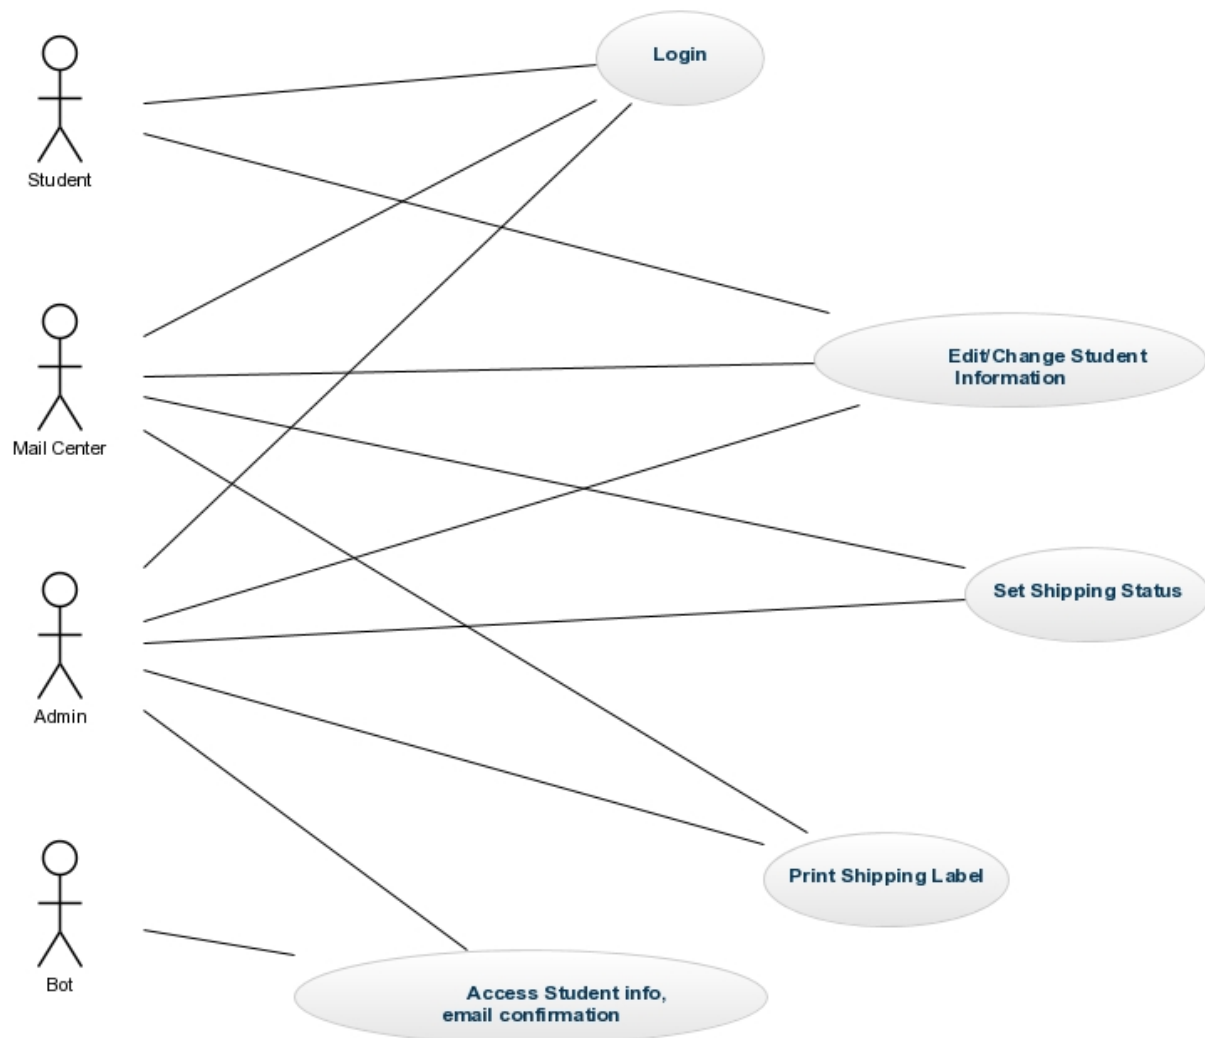 Login
Student
Edit/Change Student
Information
Mail Center
Set Shipping Status
Admin
Print Shipping Label
Bot
Access Student info,
email confirmation